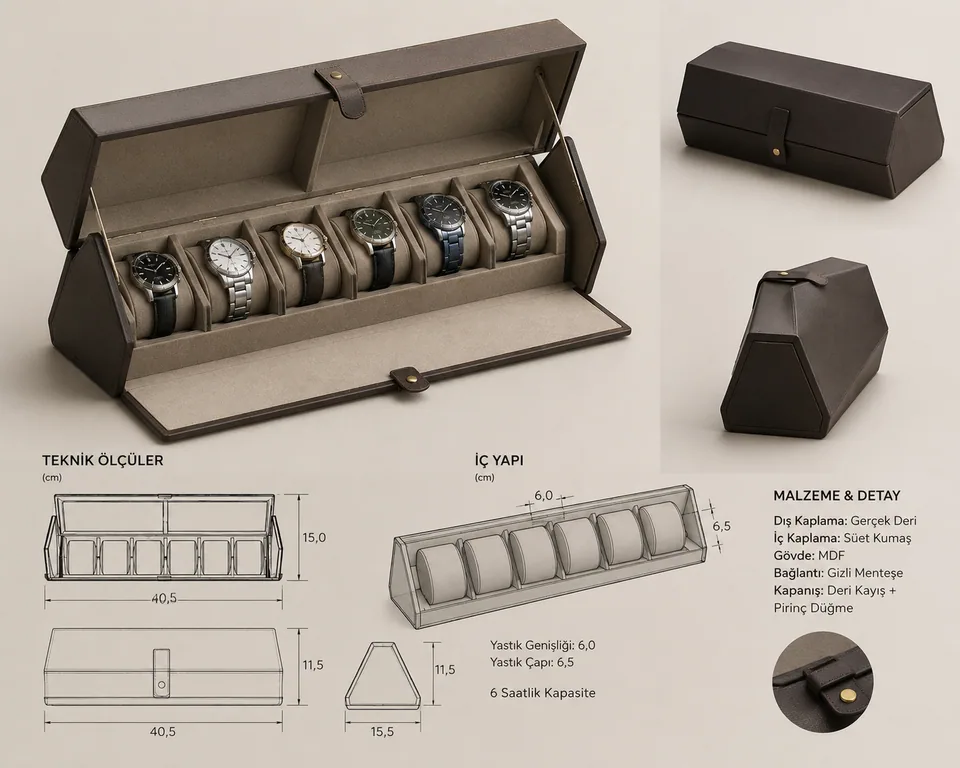 TEKNİK ÖLÇÜLER
(cm)
15,0
40,5
11,5
40,5
11,5
15,5
İÇ YAPI
(cm)
6,0
6,5
Yastık Genişliği: 6,0
Yastık Çapı: 6,5
6 Saatlik Kapasite
MALZEME & DETAY
Dış Kaplama: Gerçek Deri
İç Kaplama: Süet Kumaş
Gövde: MDF
Bağlantı: Gizli Menteşe
Kapanış: Deri Kayış +
Pirinç Düğme